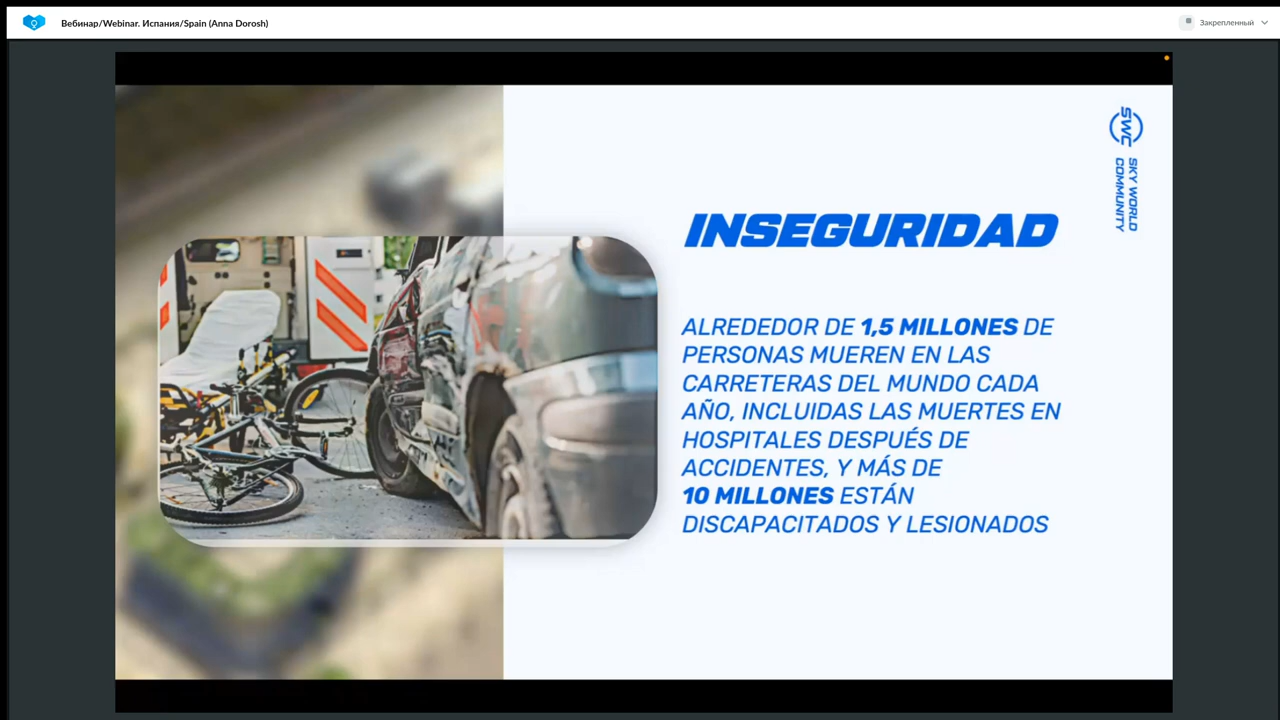 Вебинар/Webinar. Испания/Spain (Anna Dorosh)
Закрепленный
SWC
SKY WORLD
COMMUNITY
INSEGURIDAD
ALREDEDOR DE 1,5 MILLONES DE
PERSONAS MUEREN EN LAS
CARRETERAS DEL MUNDO CADA
AÑO, INCLUIDAS LAS MUERTES EN
HOSPITALES DESPUÉS DE
ACCIDENTES, Y MÁS DE
10 MILLONES ESTÁN
DISCAPACITADOS Y LESIONADOS